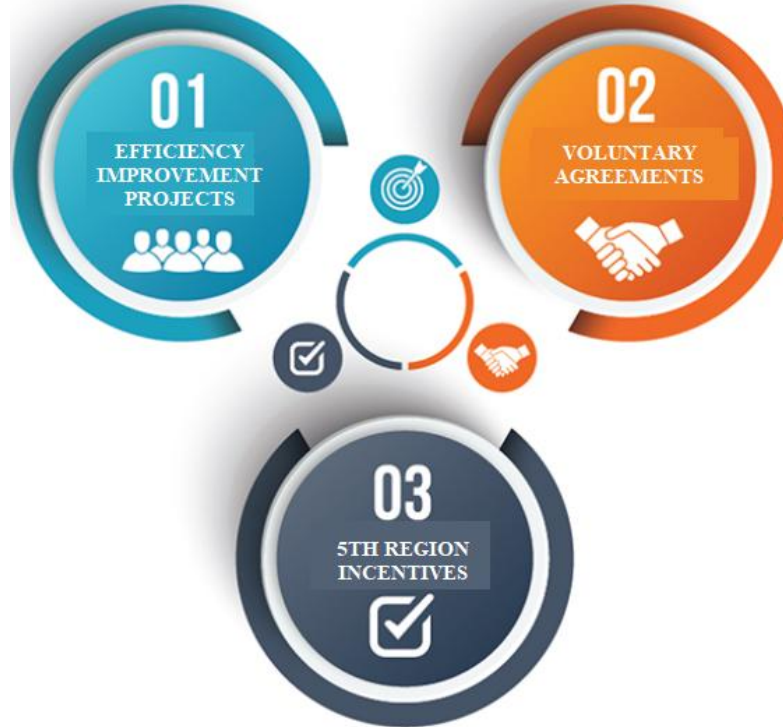 01
EFFICIENCY
IMPROVEMENT
PROJECTS
02
VOLUNTARY
AGREEMENTS
03
5TH REGION
INCENTIVES